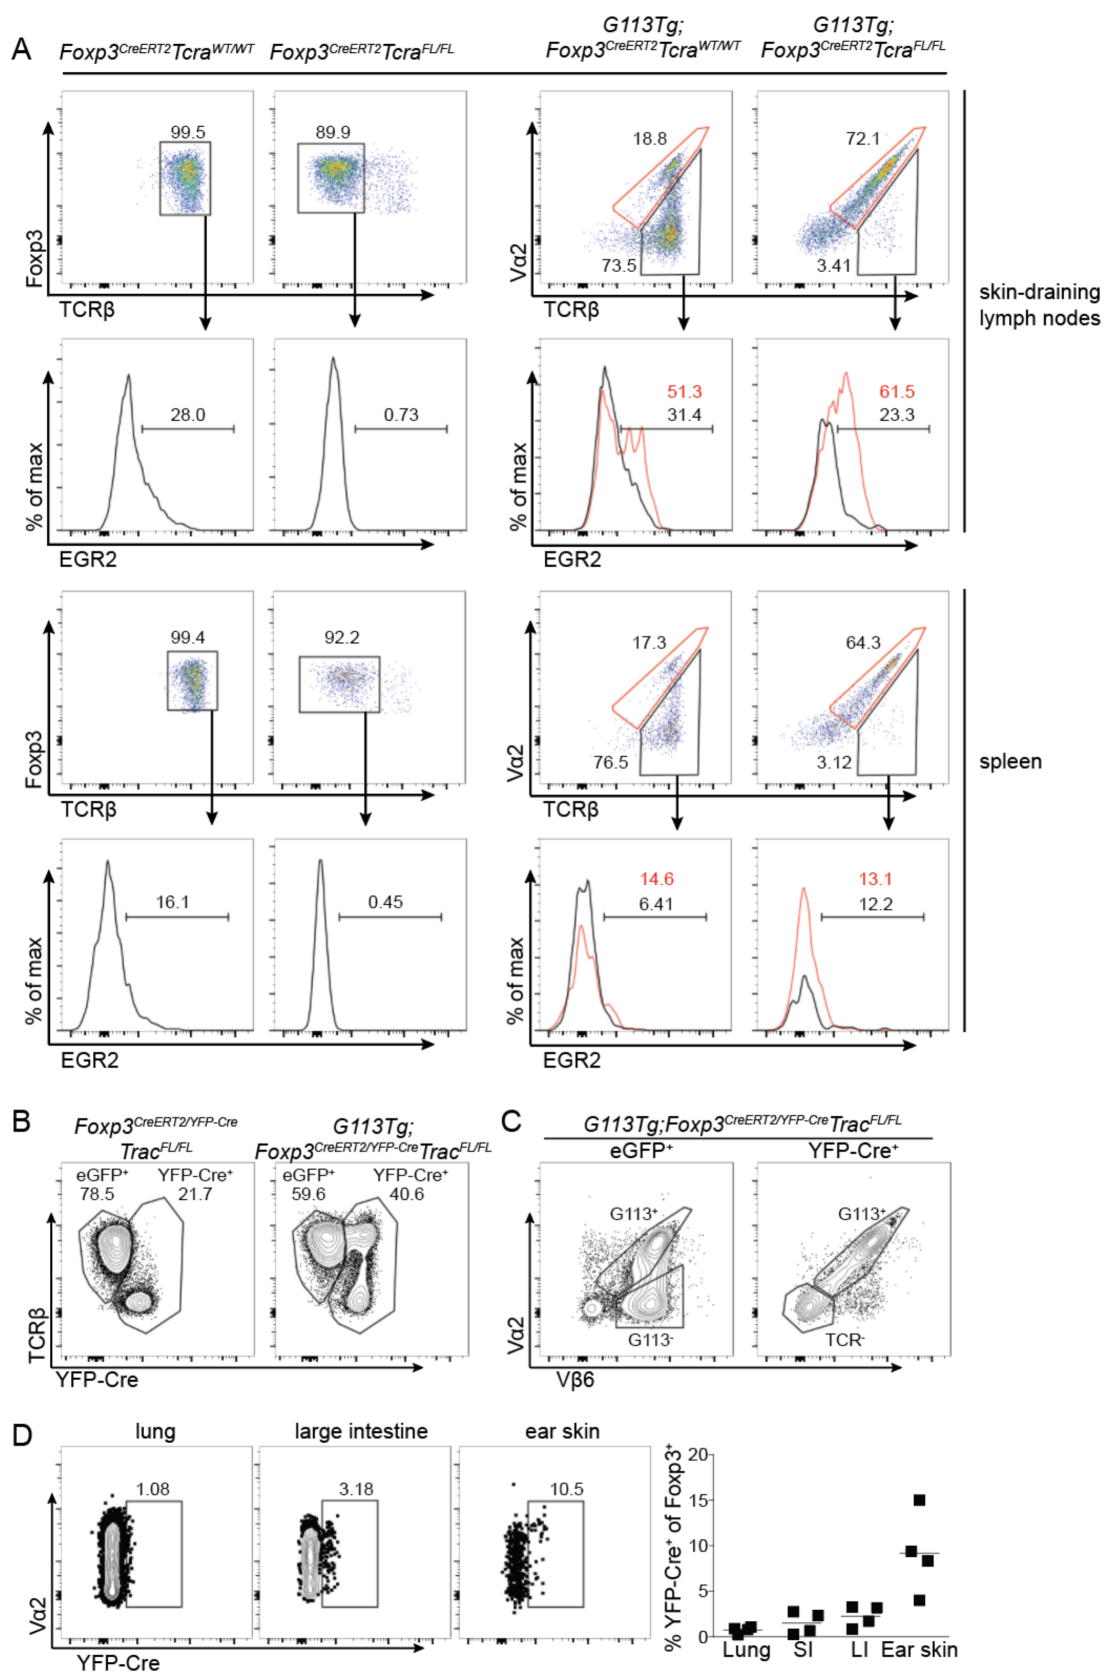 A
Foxp3CreERT2TcraWT/WT
Foxp3CreERT2TcraFL/FL
G113Tg;
Foxp3CreERT2TcraWT/WT
G113Tg;
Foxp3CreERT2TcraFL/FL
99.5
89.9
18.8
73.5
72.1
3.41
Foxp3
TCRβ
Vα2
TCRβ
skin-draining
lymph nodes
28.0
0.73
51.3
31.4
61.5
23.3
% of max
EGR2
% of max
EGR2
99.4
92.2
17.3
76.5
64.3
3.12
Foxp3
TCRβ
Vα2
TCRβ
spleen
16.1
0.45
14.6
6.41
13.1
12.2
% of max
EGR2
% of max
EGR2
B
Foxp3CreERT2/YFP-Cre
TracFL/FL
G113Tg;
Foxp3CreERT2/YFP-CreTracFL/FL
eGFP+ YFP-Cre+
78.5 21.7
eGFP+ YFP-Cre+
59.6 40.6
TCRβ
YFP-Cre
C
G113Tg;Foxp3CreERT2/YFP-CreTracFL/FL
eGFP+
YFP-Cre+
G113+
G113-
G113+
TCR-
Vα2
Vβ6
D
lung
large intestine
ear skin
1.08
3.18
10.5
Vα2
YFP-Cre
% YFP-Cre+ of Foxp3+
20
15
10
5
0
Lung SI LI Ear skin